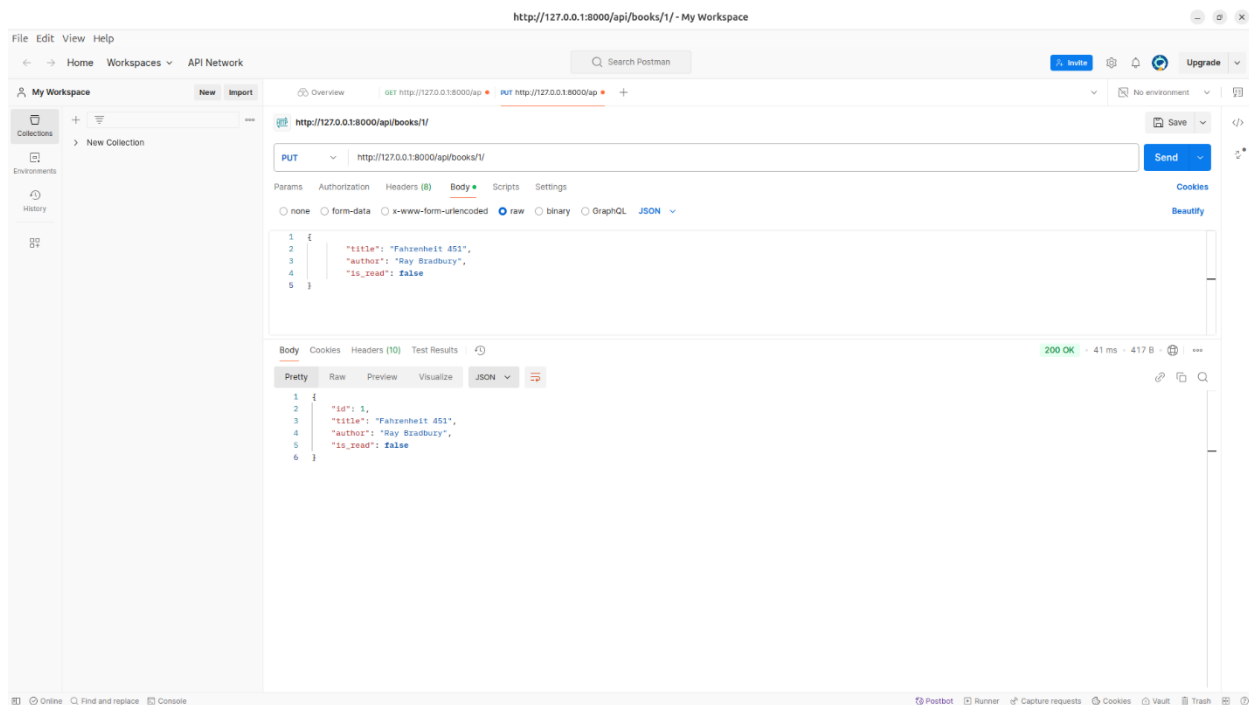 http://127.0.0.1:8000/api/books/1/ - My Workspace
File Edit View Help
Home Workspaces API Network
Search Postman
Invite
Upgrade
My Workspace
New Import
Overview
GET http://127.0.0.1:8000/ap
PUT http://127.0.0.1:8000/ap
No environment
Collections
Environments
History
New Collection
http://127.0.0.1:8000/api/books/1/
Save
PUT http://127.0.0.1:8000/api/books/1/
Send
Params Authorization Headers (8) Body Scripts Settings
Cookies
none form-data x-www-form-urlencoded raw binary GraphQL JSON
Beautify
1 {
2 "title": "Fahrenheit 451",
3 "author": "Ray Bradbury",
4 "is_read": false
5 }
Body Cookies Headers (10) Test Results
200 OK · 41 ms · 417 B
Pretty Raw Preview Visualize JSON
1 {
2 "id": 1,
3 "title": "Fahrenheit 451",
4 "author": "Ray Bradbury",
5 "is_read": false
6 }
Online Find and replace Console
Postbot Runner Capture requests Cookies Vault Trash